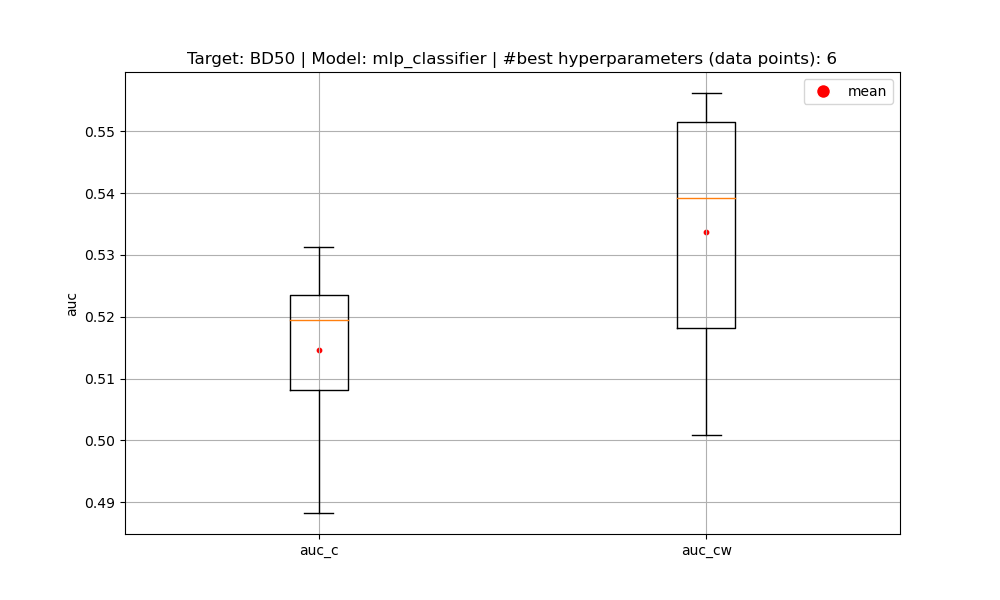 Target: BD50 | Model: mlp_classifier | #best hyperparameters (data points): 6
mean
0.55
0.54
0.53
0.52
0.51
0.50
0.49
auc
auc_c
auc_cw